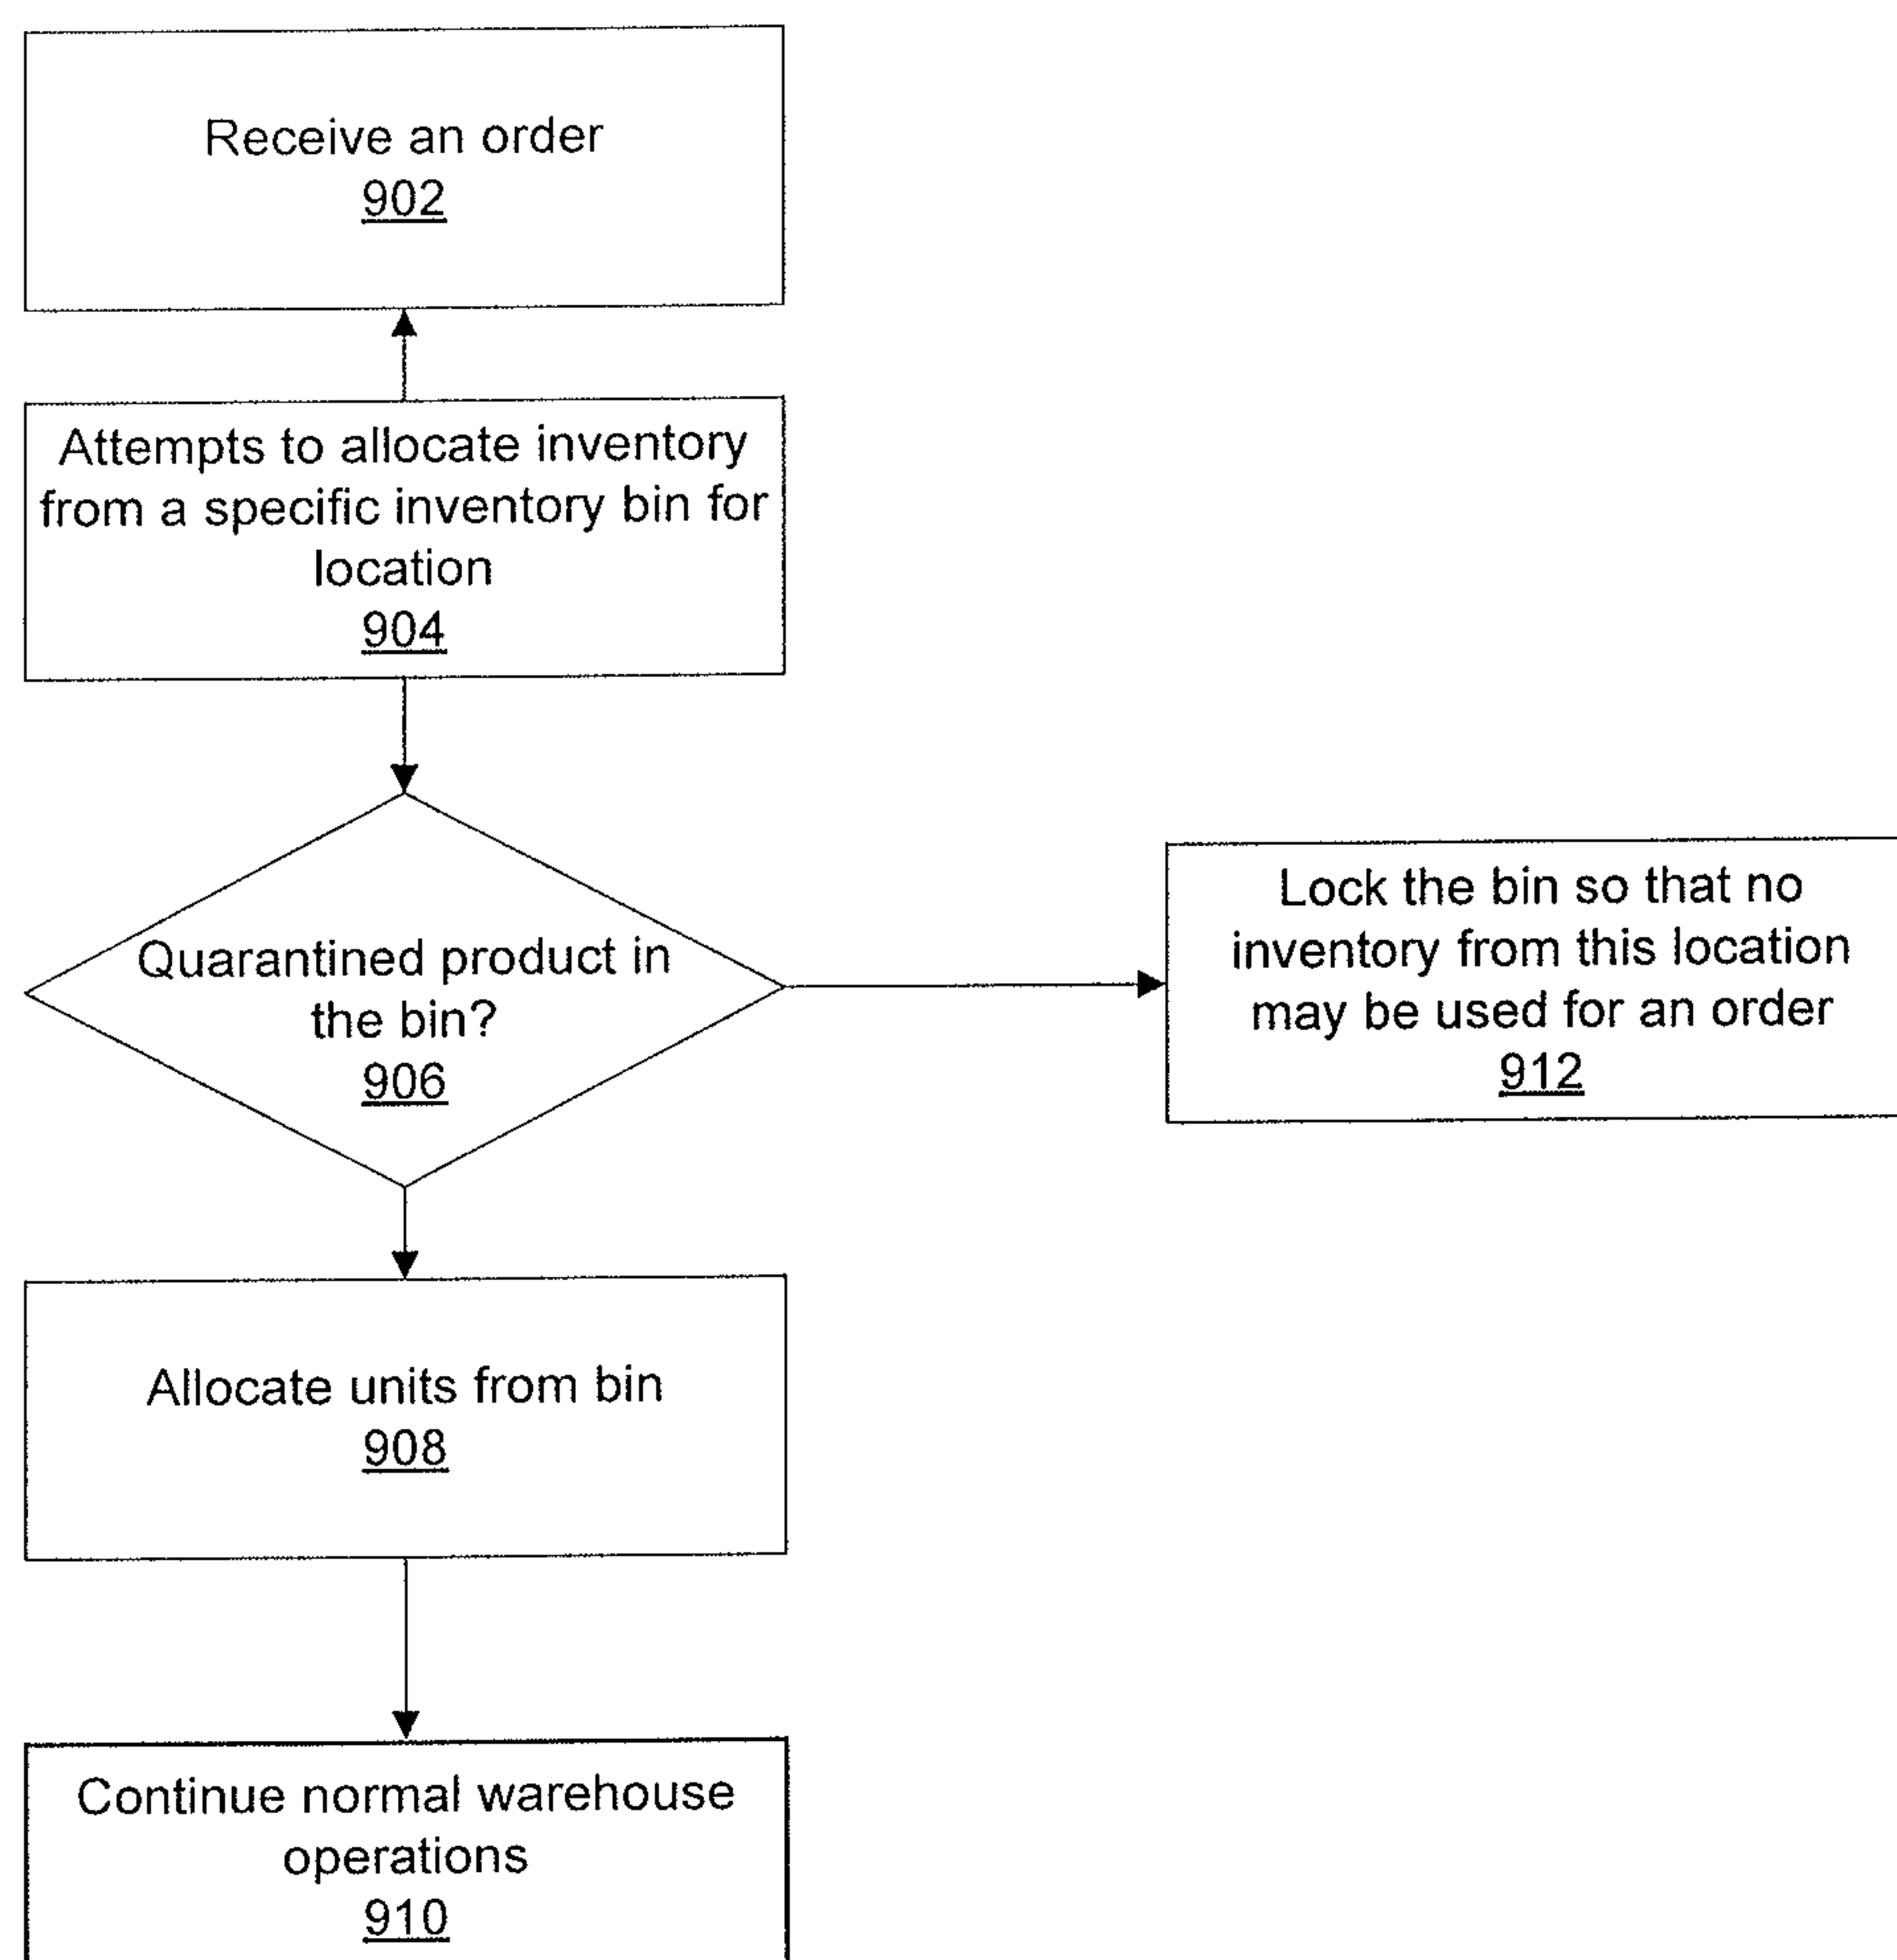 Receive an order
902
Attempts to allocate inventory
from a specific inventory bin for
location
904
Quarantined product in
the bin?
906
Lock the bin so that no
inventory from this location
may be used for an order
912
Allocate units from bin
908
Continue normal warehouse
operations
910